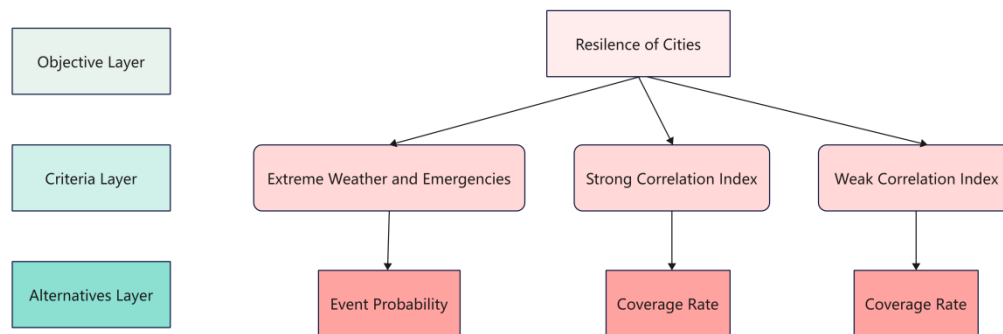 Objective Layer
Resilence of Cities
Criteria Layer
Extreme Weather and Emergencies
Strong Correlation Index
Weak Correlation Index
Alternatives Layer
Event Probability
Coverage Rate
Coverage Rate